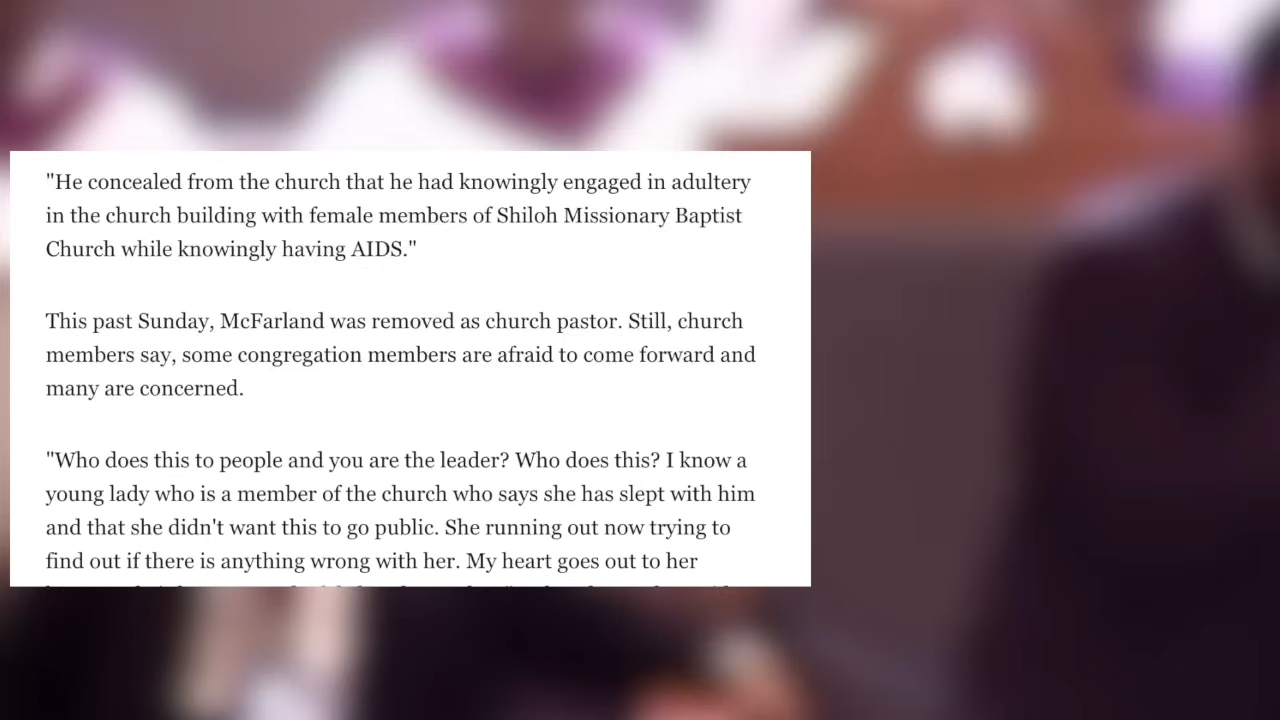 "He concealed from the church that he had knowingly engaged in adultery
in the church building with female members of Shiloh Missionary Baptist
Church while knowingly having AIDS."
This past Sunday, McFarland was removed as church pastor. Still, church
members say, some congregation members are afraid to come forward and
many are concerned.
"Who does this to people and you are the leader? Who does this? I know a
young lady who is a member of the church who says she has slept with him
and that she didn't want this to go public. She running out now trying to
find out if there is anything wrong with her. My heart goes out to her